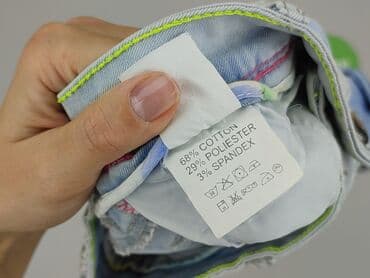 68% COTTON
29% POLIESTER
3% SPANDEX